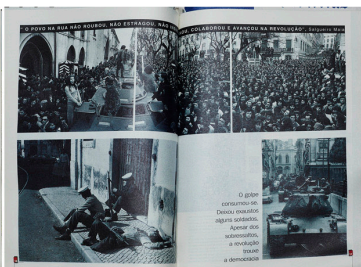 "O POVO NA RUA NÃO ROUBOU, NÃO ESTRAGOU, NÃO OU, COLABOROU E AVANÇOU NA REVOLUÇÃO", Salgueiro Maia
O golpe
consumou-se.
Deixou exaustos
alguns soldados.
Apesar dos
sobressaltos,
a revolução
trouxe
a democracia